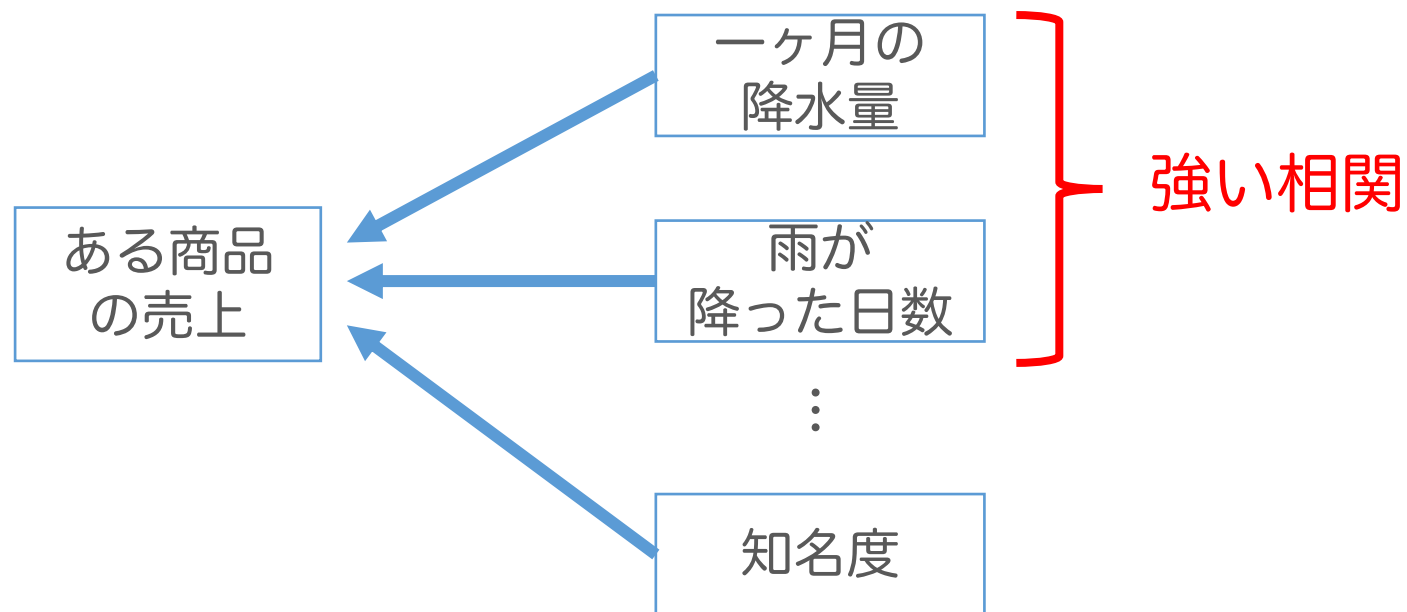 一ヶ月の
降水量
強い相関
ある商品
の売上
雨が
降った日数
⋮
知名度